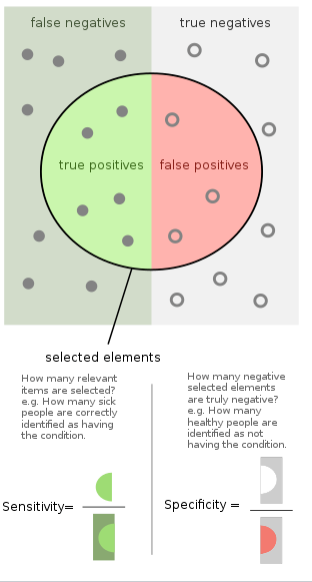 false negatives
true negatives
true positives
false positives
selected elements
How many relevant
items are selected?
e.g. How many sick
people are correctly
identified as having
the condition.
How many negative
selected elements
are truly negative?
e.g. How many
healthy people are
identified as not
having the condition.
Sensitivity=
Specificity =